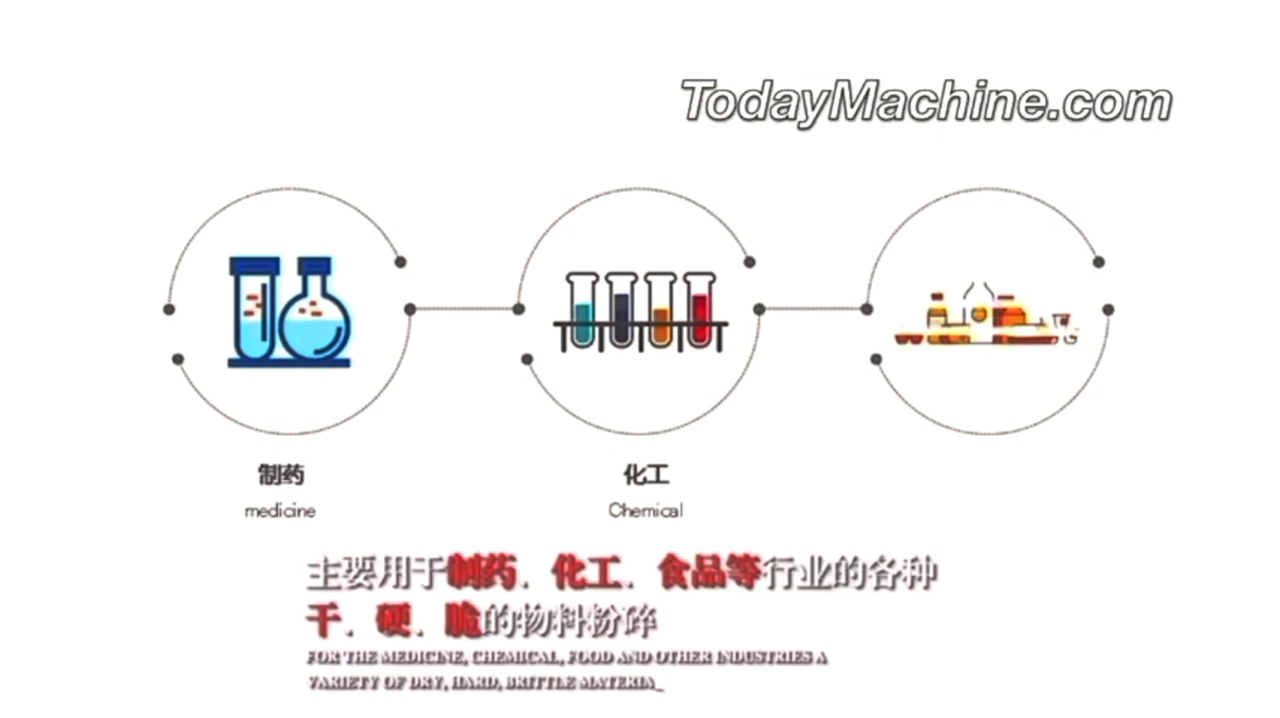 TodayMachine.com
制药
化工
medicine
Chemical
主要用于制药、化工、食品等行业的各种
干、硬、脆的物料粉碎
FOR THE MEDICINE, CHEMICAL, FOOD AND OTHER INDUSTRIES A
VARIETY OF DRY, HARD, BRITTLE MATERIA_